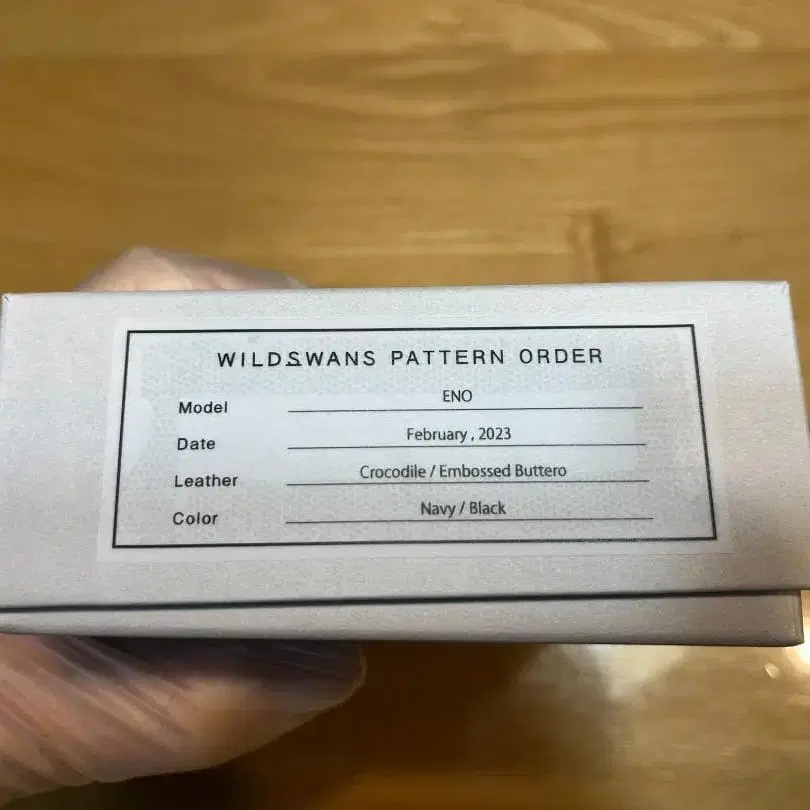 WILDSWANS PATTERN ORDER
Model ENO
Date February , 2023
Leather Crocodile / Embossed Buttero
Color Navy / Black